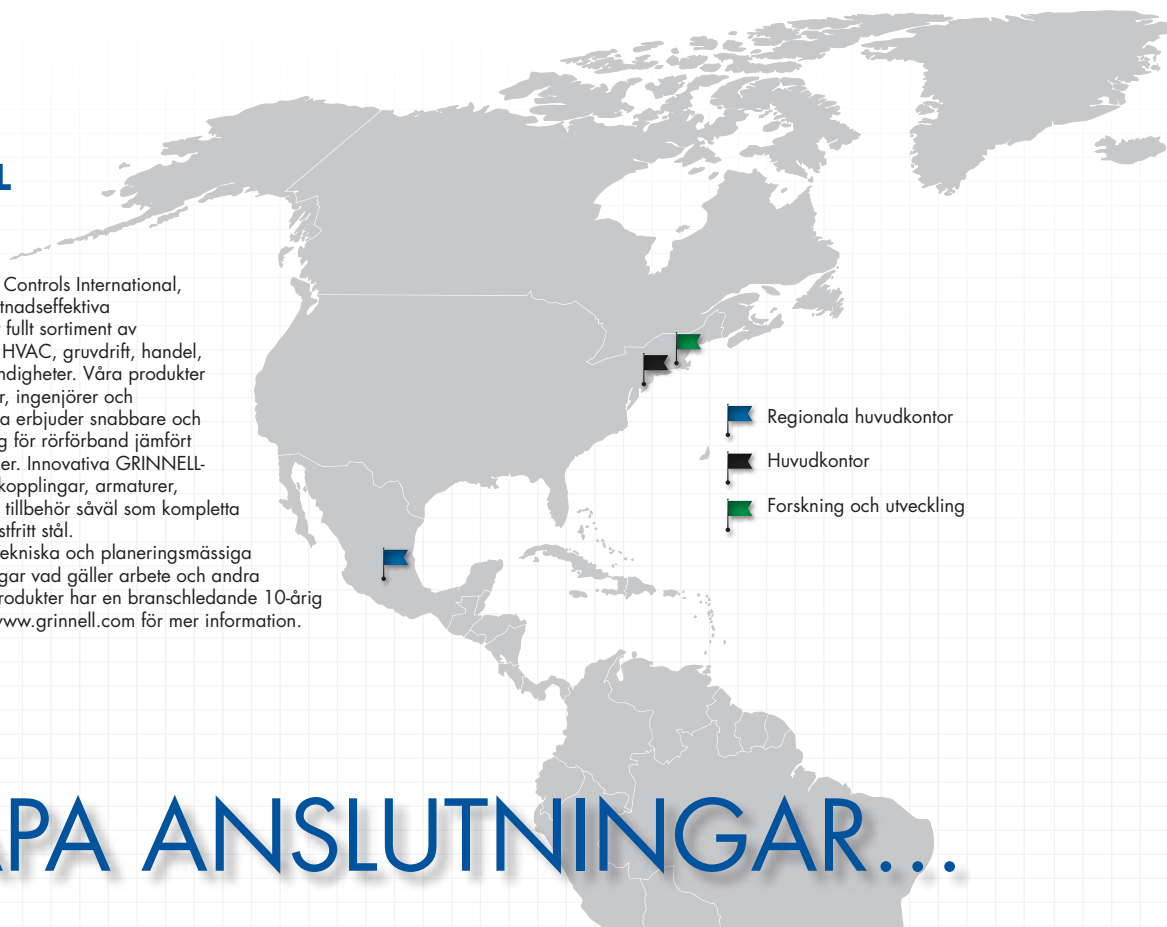 L
Controls International,
tnadseffektiva
fullt sortiment av
HVAC, gruvdrift, handel,
ndigheter. Våra produkter
r, ingenjörer och
a erbjuder snabbare och
g för rörförband jämfört
er. Innovativa GRINNELL-
kopplingar, armaturer,
tillbehör såväl som kompletta
stfritt stål.
ekniska och planeringsmässiga
gar vad gäller arbete och andra
rodukter har en branschledande 10-årig
www.grinnell.com för mer information.
Regionala huvudkontor
Huvudkontor
Forskning och utveckling
APA ANSLUTNINGAR...